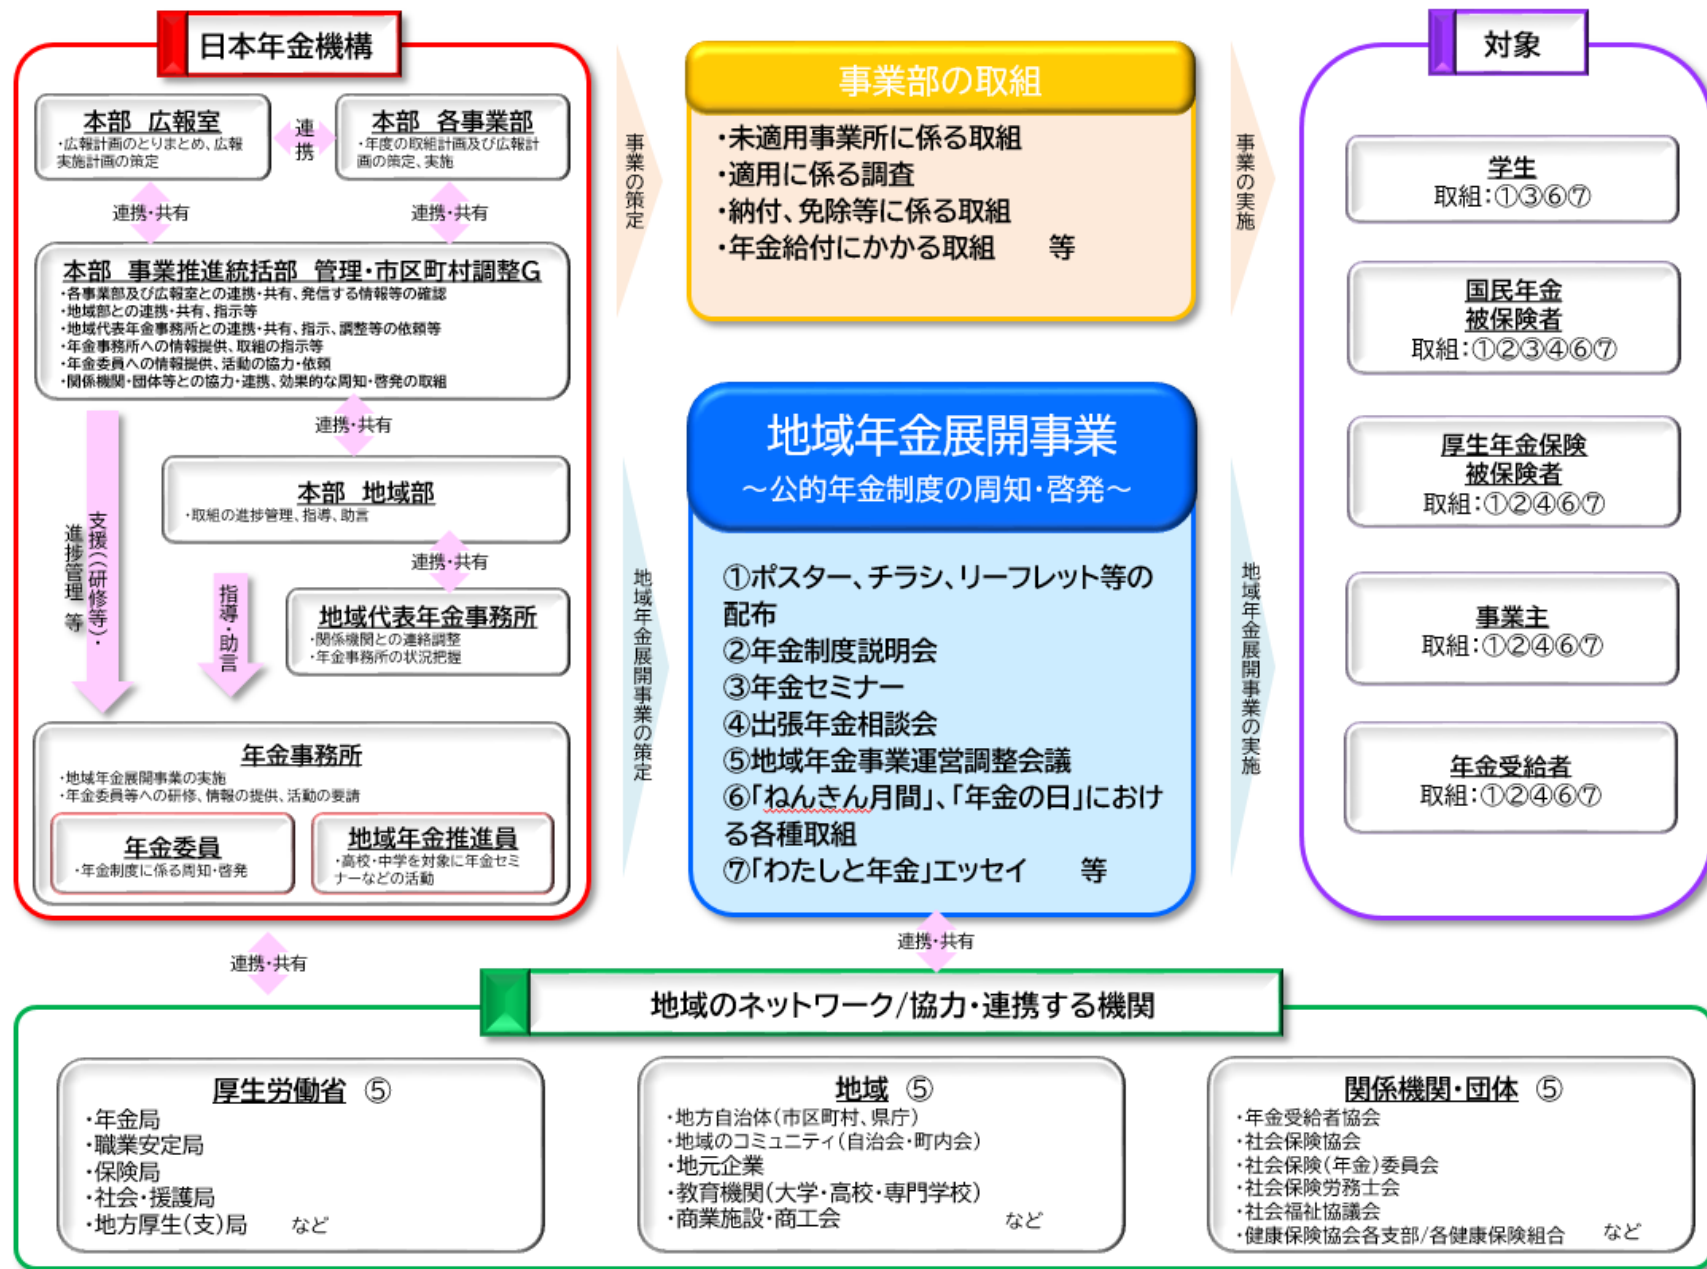 日本年金機構
本部 広報室
・広報計画のとりまとめ、広報
実施計画の策定
連携
本部 各事業部
・年度の取組計画及び広報計
画の策定、実施
連携・共有
連携・共有
本部 事業推進統括部 管理・市区町村調整G
・各事業部及び広報室との連携・共有、発信する情報等の確認
・地域部との連携・共有、指示等
・地域代表年金事務所との連携・共有、指示、調整等の依頼等
・年金事務所への情報提供、取組の指示等
・年金委員への情報提供、活動の協力・依頼
・関係機関・団体等との協力・連携、効果的な周知・啓発の取組
連携・共有
本部 地域部
・取組の進捗管理、指導、助言
連携・共有
支援((研修等)・
進捗管理 等
指導・助言
地域代表年金事務所
・関係機関との連絡調整
・年金事務所の状況把握
年金事務所
・地域年金展開事業の実施
・年金委員等への研修、情報の提供、活動の要請
年金委員
・年金制度に係る周知・啓発
地域年金推進員
・高校・中学を対象に年金セミ
ナーなどの活動
事業の策定
地域年金展開事業の策定
事業部の取組
・未適用事業所に係る取組
・適用に係る調査
・納付、免除等に係る取組
・年金給付にかかる取組 等
地域年金展開事業
～公的年金制度の周知・啓発～
①ポスター、チラシ、リーフレット等の
配布
②年金制度説明会
③年金セミナー
④出張年金相談会
⑤地域年金事業運営調整会議
⑥「ねんきん月間」、「年金の日」におけ
る各種取組
⑦「わたしと年金」エッセイ 等
事業の実施
地域年金展開事業の実施
対象
学生
取組：①③⑥⑦
国民年金
被保険者
取組：①②③④⑥⑦
厚生年金保険
被保険者
取組：①②④⑥⑦
事業主
取組：①②④⑥⑦
年金受給者
取組：①②④⑥⑦
連携・共有
連携・共有
地域のネットワーク/協力・連携する機関
厚生労働省 ⑤
・年金局
・職業安定局
・保険局
・社会・援護局
・地方厚生(支)局 など
地域 ⑤
・地方自治体(市区町村、県庁)
・地域のコミュニティ(自治会・町内会)
・地元企業
・教育機関(大学・高校・専門学校)
・商業施設・商工会 など
関係機関・団体 ⑤
・年金受給者協会
・社会保険協会
・社会保険(年金)委員会
・社会保険労務士会
・社会福祉協議会
・健康保険協会各支部/各健康保険組合 など